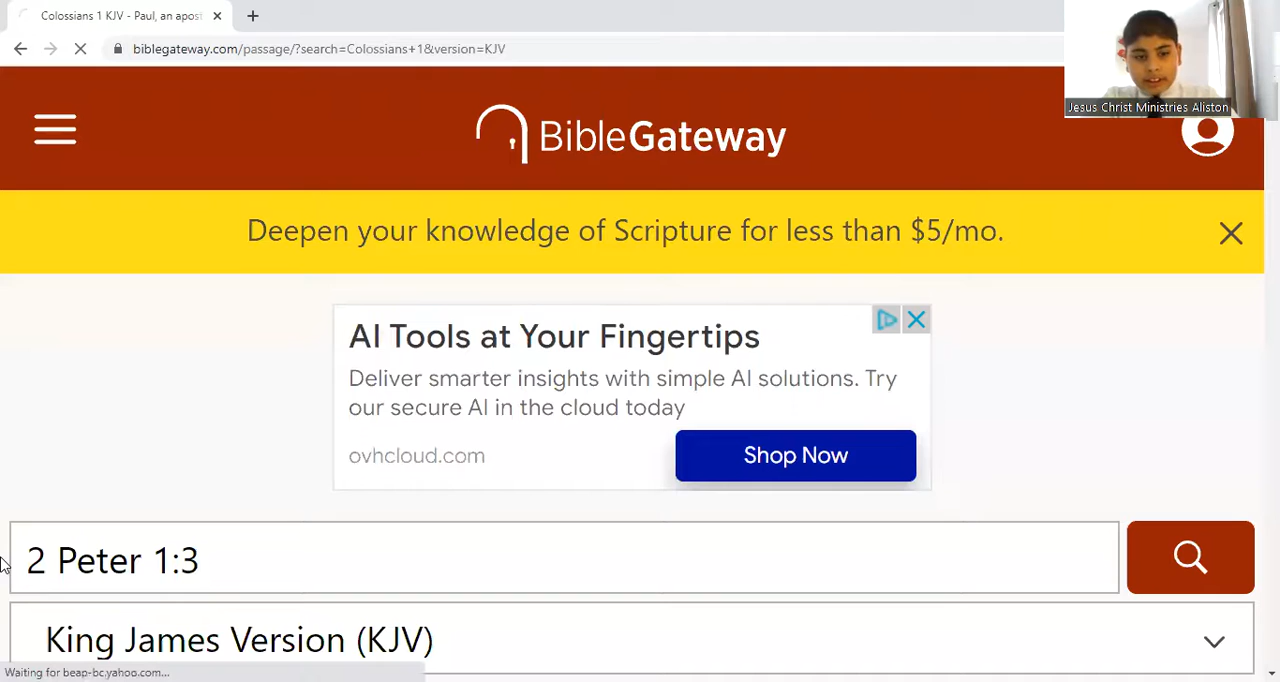 Colossians 1 KJV - Paul, an apost
biblegateway.com/passage/?search=Colossians+1&version=KJV
Jesus Christ Ministries Aliston
BibleGateway
Deepen your knowledge of Scripture for less than $5/mo.
AI Tools at Your Fingertips
Deliver smarter insights with simple AI solutions. Try
our secure AI in the cloud today
ovhcloud.com
Shop Now
2 Peter 1:3
King James Version (KJV)
Waiting for beap-bc.yahoo.com...